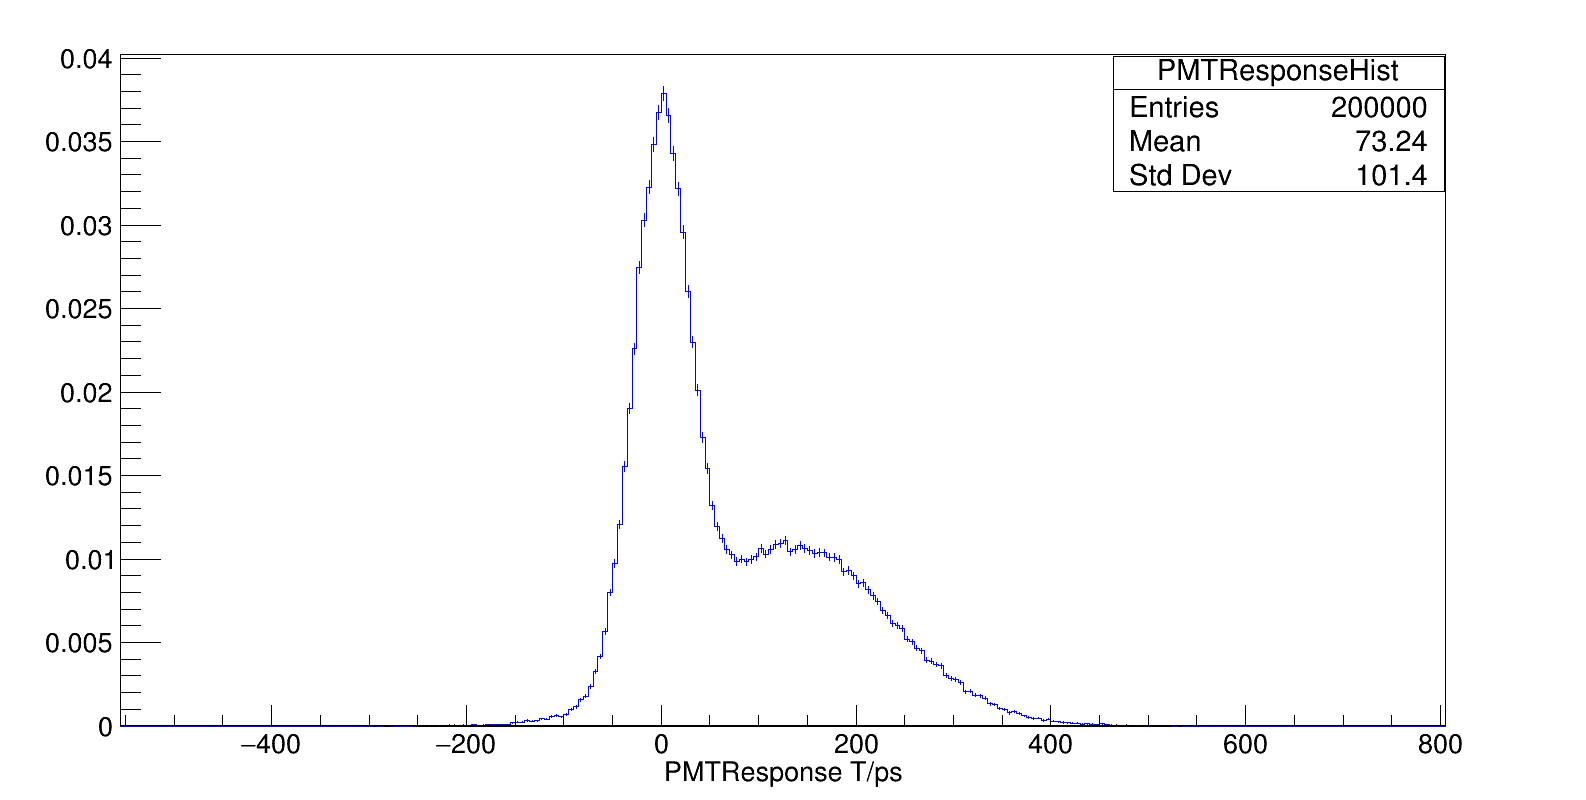 PMTResponseHist
Entries 200000
Mean 73.24
Std Dev 101.4
0.04
0.035
0.03
0.025
0.02
0.015
0.01
0.005
0
−400 −200 0 200 400 600 800
PMTResponse T/ps